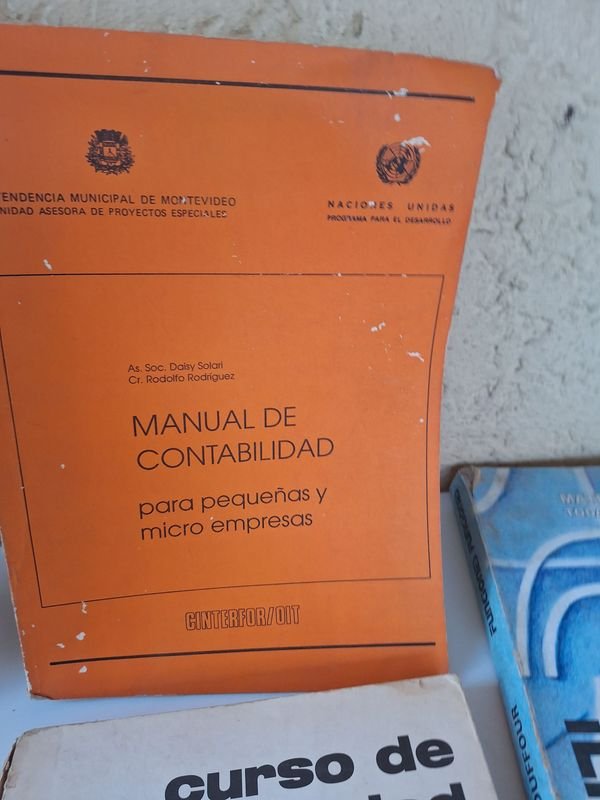 TENDENCIA MUNICIPAL DE MONTEVIDEO
NIDAD ASESORA DE PROYECTOS ESPECIALES
NACIONES UNIDAS
PROGRAMA PARA EL DESARROLLO
As. Soc. Daisy Solari
Cr. Rodolfo Rodríguez
MANUAL DE
CONTABILIDAD
para pequeñas y
micro empresas
CINTERFOR/OIT
curso de
DUFFOUR